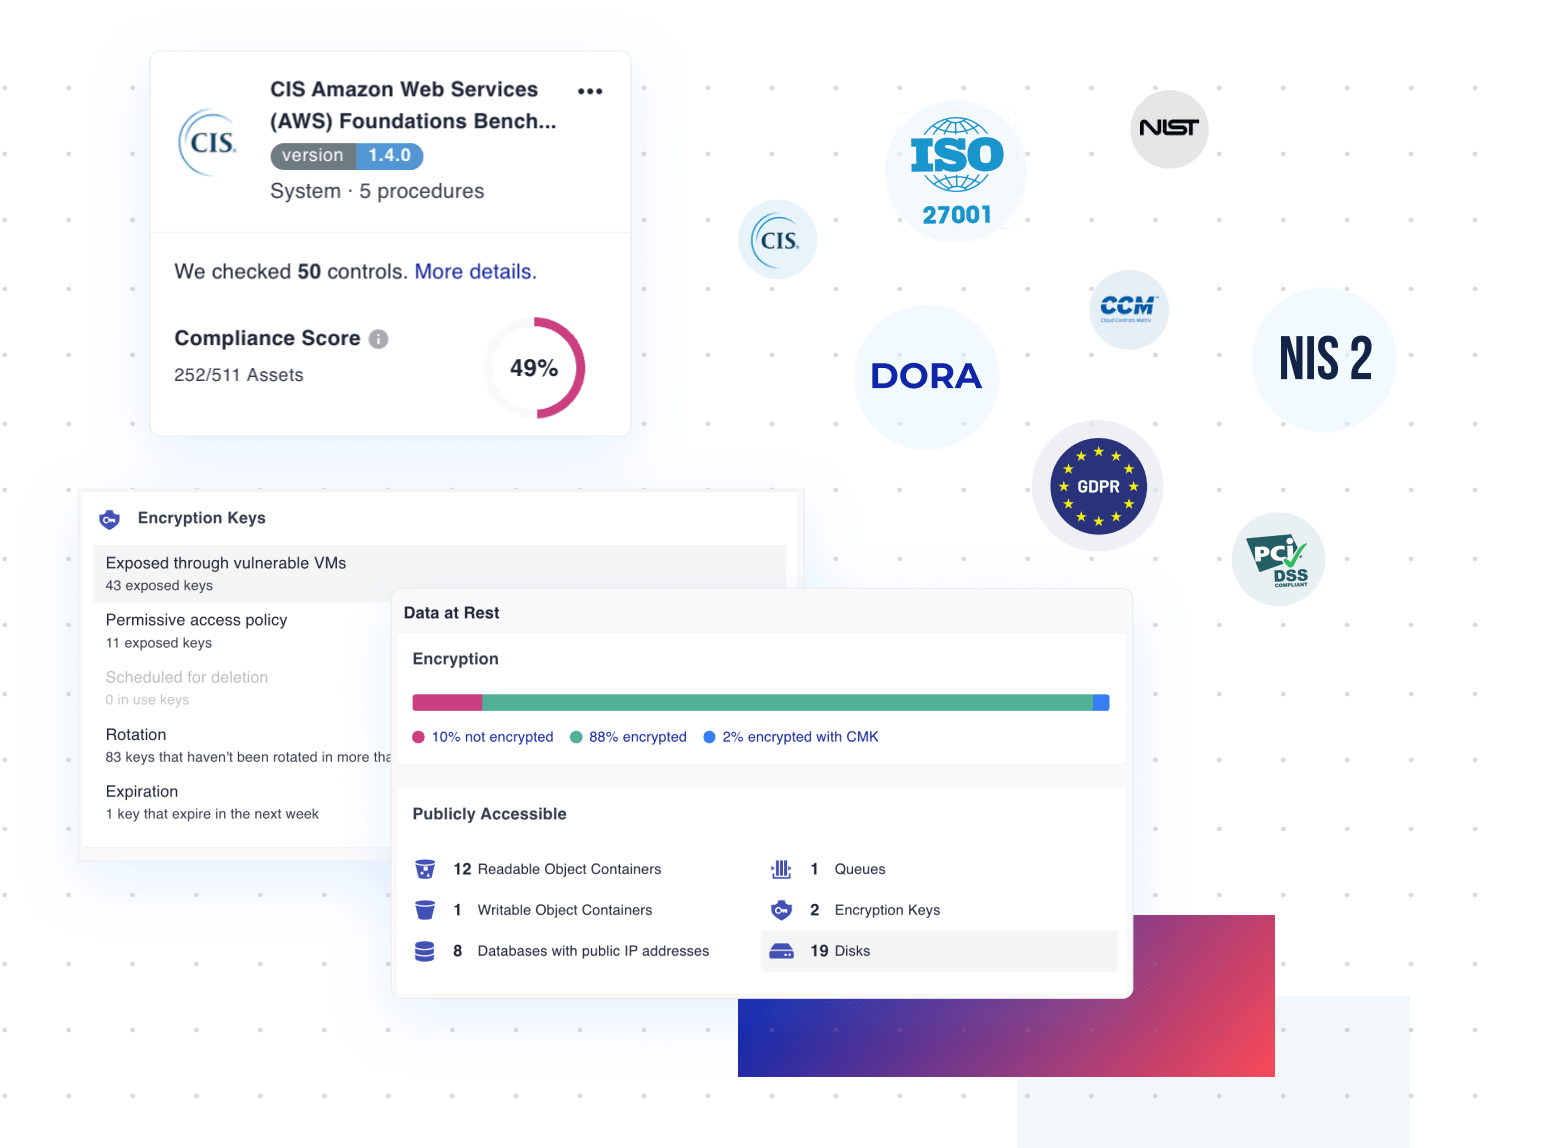 CIS Amazon Web Services
(AWS) Foundations Bench...
CIS.
version 1.4.0
System · 5 procedures
We checked 50 controls. More details.
Compliance Score
252/511 Assets
49%
ISO
27001
NIST
CIS.
CCM™
Cloud Controls Matrix
NIS 2
DORA
GDPR
PCI
DSS
COMPLIANT
Encryption Keys
Exposed through vulnerable VMs
43 exposed keys
Permissive access policy
11 exposed keys
Scheduled for deletion
0 in use keys
Rotation
83 keys that haven't been rotated in more tha
Expiration
1 key that expire in the next week
Data at Rest
Encryption
10% not encrypted 88% encrypted 2% encrypted with CMK
Publicly Accessible
12 Readable Object Containers
1 Queues
1 Writable Object Containers
2 Encryption Keys
8 Databases with public IP addresses
19 Disks